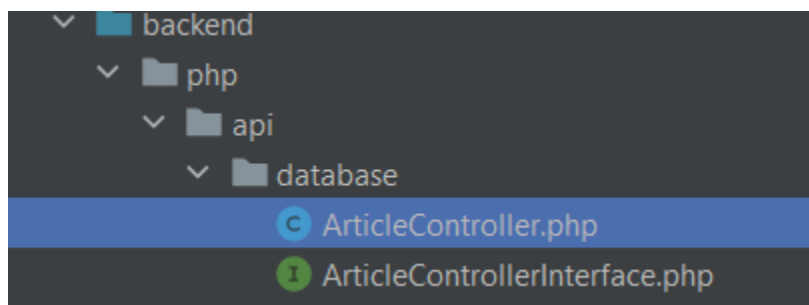 backend
php
api
database
C ArticleController.php
I ArticleControllerInterface.php